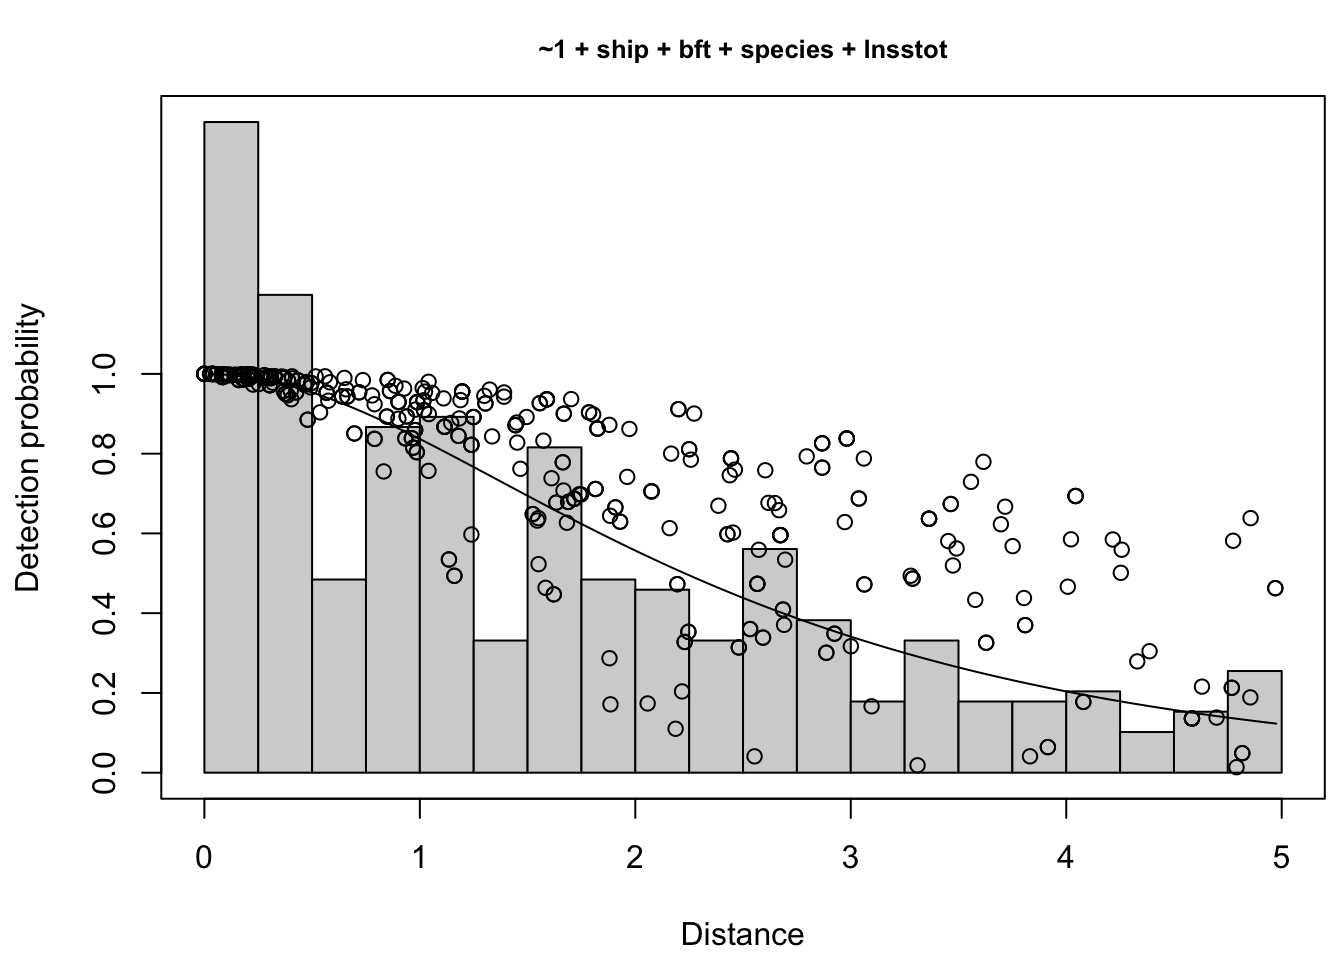 ~1 + ship + bft + species + lnsstot
Detection probability
1.0
0.8
0.6
0.4
0.2
0.0
0 1 2 3 4 5
Distance